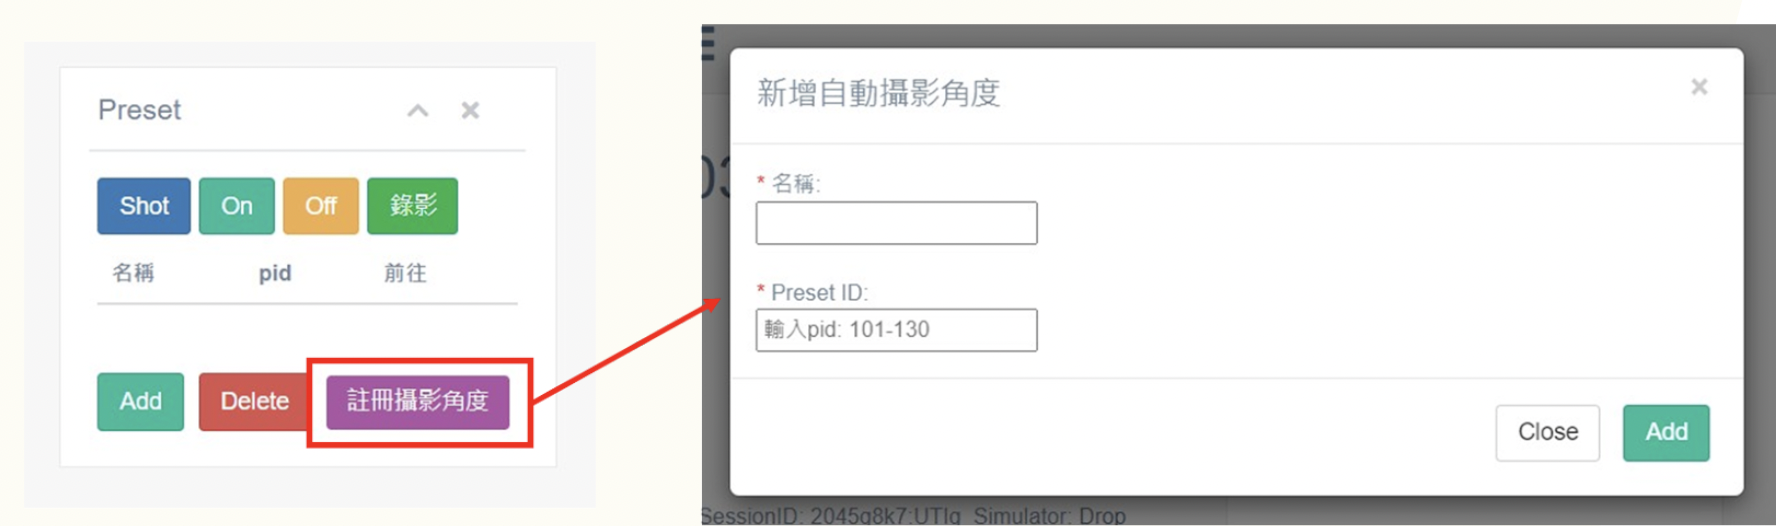 Preset
Shot On Off 錄影
名稱 pid 前往
Add Delete 註冊攝影角度
新增自動攝影角度
* 名稱:
* Preset ID:
輸入pid: 101-130
Close Add
SessionID: Simulator: Drop